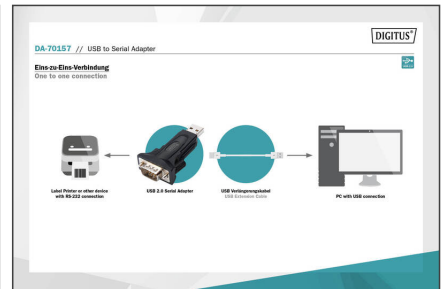 DIGITUS®
DA-70157 // USB to Serial Adapter
Eins-zu-Eins-Verbindung
One to one connection
Label Printer or other device
with RS-232 connection
USB 2.0 Serial Adapter
USB Verlängerungskabel
USB Extension Cable
PC with USB connection